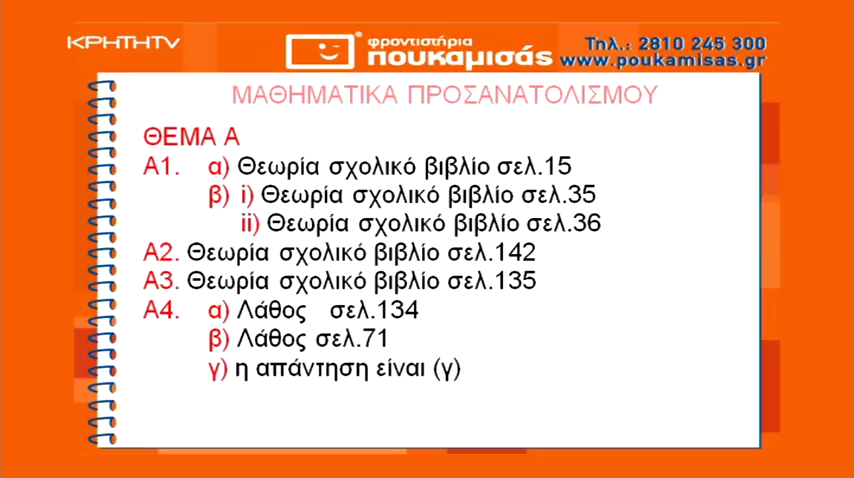 ΚΡΗΤΗTV
φροντιστήρια
πουκαμισάς
Τηλ.: 2810 245 300
www.poukamisas.gr
ΜΑΘΗΜΑΤΙΚΑ ΠΡΟΣΑΝΑΤΟΛΙΣΜΟΥ
ΘΕΜΑ Α
Α1. α) Θεωρία σχολικό βιβλίο σελ.15
β) i) Θεωρία σχολικό βιβλίο σελ.35
ii) Θεωρία σχολικό βιβλίο σελ.36
Α2. Θεωρία σχολικό βιβλίο σελ.142
Α3. Θεωρία σχολικό βιβλίο σελ.135
Α4. α) Λάθος σελ.134
β) Λάθος σελ.71
γ) η απάντηση είναι (γ)